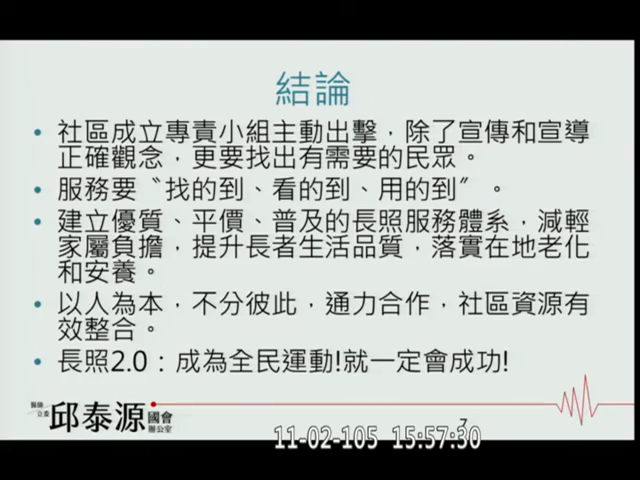 結論
• 社區成立專責小組主動出擊，除了宣傳和宣導
正確觀念，更要找出有需要的民眾。
• 服務要〝找的到、看的到、用的到〞。
• 建立優質、平價、普及的長照服務體系，減輕
家屬負擔，提升長者生活品質，落實在地老化
和安養。
• 以人為本，不分彼此，通力合作，社區資源有
效整合。
• 長照2.0：成為全民運動!就一定會成功!
醫師
立委
邱泰源
國會
辦公室
7
11-02-105 15:57:30